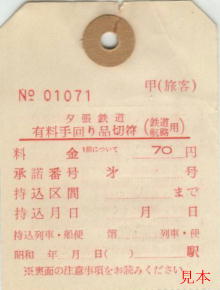 甲(旅客)
№ 01071
夕張鉄道
有料手回り品切符(鉄道航路用)
料金 1個について 70円
承諾番号 才 号
持込区間 まで
持込月日 月 日
持込列車・船便 第 列車・便
昭和 年 月 日( )駅
※裏面の注意事項をお読みください
見本